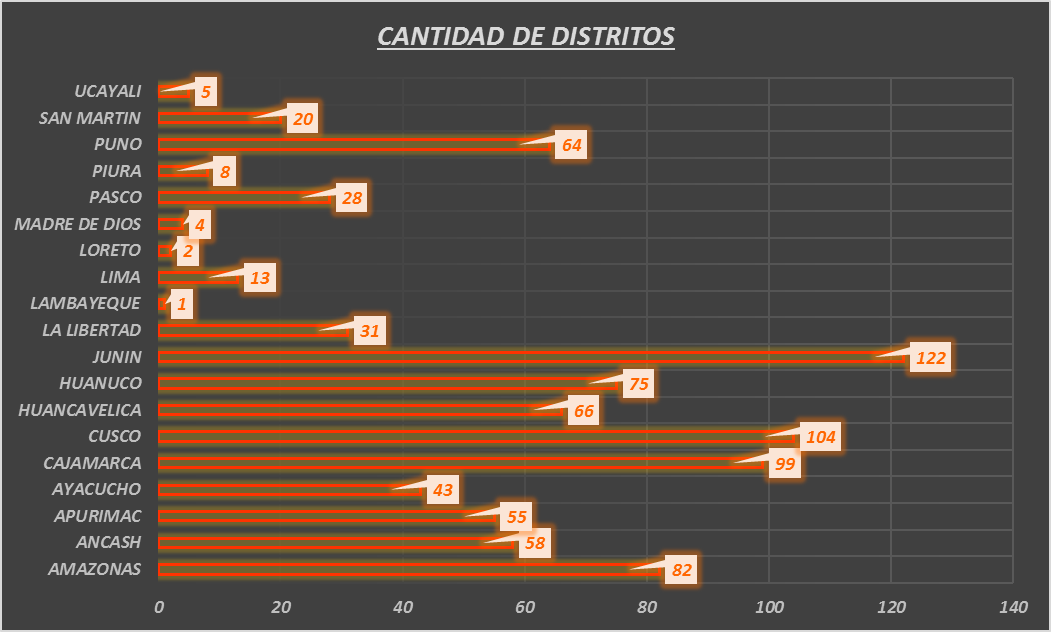 CANTIDAD DE DISTRITOS
UCAYALI 5
SAN MARTIN 20
PUNO 64
PIURA 8
PASCO 28
MADRE DE DIOS 4
LORETO 2
LIMA 13
LAMBAYEQUE 1
LA LIBERTAD 31
JUNIN 122
HUANUCO 75
HUANCAVELICA 66
CUSCO 104
CAJAMARCA 99
AYACUCHO 43
APURIMAC 55
ANCASH 58
AMAZONAS 82
0 20 40 60 80 100 120 140